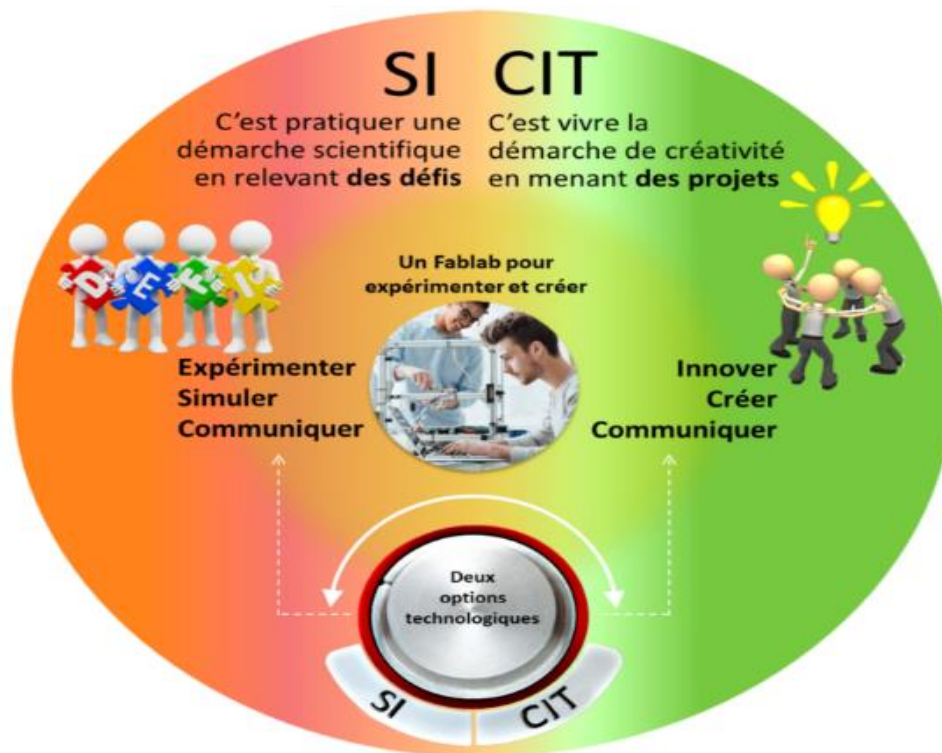 SI CIT
C'est pratiquer une
démarche scientifique
en relevant des défis
C'est vivre la
démarche de créativité
en menant des projets
DEFI
Un Fablab pour
expérimenter et créer
Expérimenter
Simuler
Communiquer
Innover
Créer
Communiquer
Deux
options
technologiques
SI
CIT